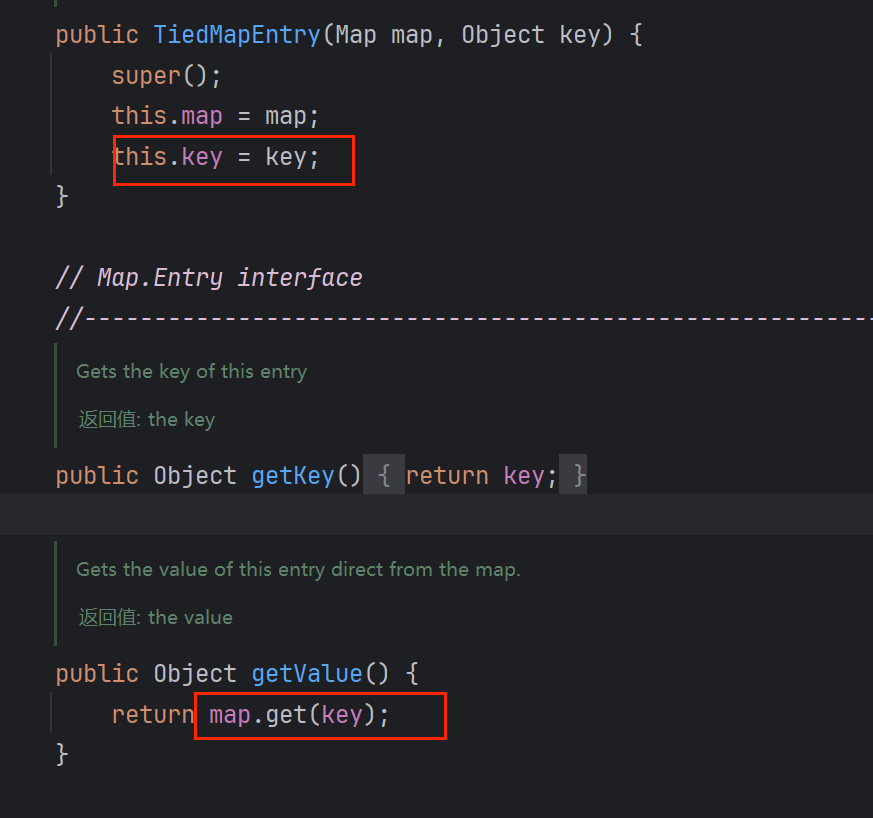 public TiedMapEntry(Map map, Object key) {
super();
this.map = map;
this.key = key;
}
// Map.Entry interface
//---------------------------------------------------------
Gets the key of this entry
返回值: the key
public Object getKey() { return key; }
Gets the value of this entry direct from the map.
返回值: the value
public Object getValue() {
return map.get(key);
}